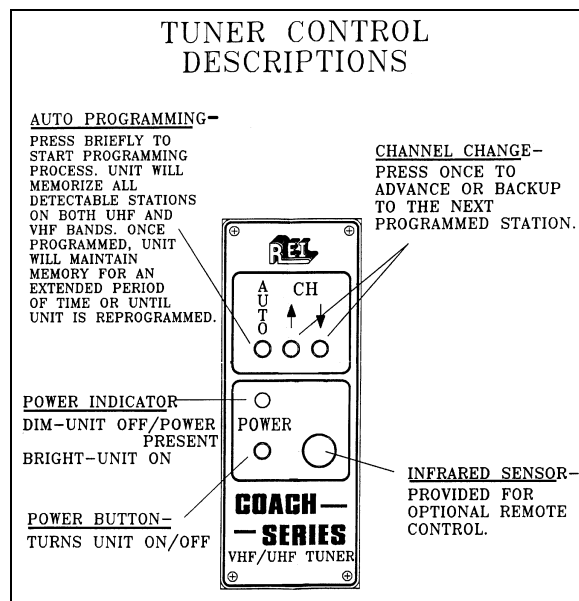 TUNER CONTROL
DESCRIPTIONS
AUTO PROGRAMMING-
PRESS BRIEFLY TO
START PROGRAMMING
PROCESS. UNIT WILL
MEMORIZE ALL
DETECTABLE STATIONS
ON BOTH UHF AND
VHF BANDS. ONCE
PROGRAMMED, UNIT
WILL MAINTAIN
MEMORY FOR AN
EXTENDED PERIOD
OF TIME OR UNTIL
UNIT IS REPROGRAMMED.
CHANNEL CHANGE-
PRESS ONCE TO
ADVANCE OR BACKUP
TO THE NEXT
PROGRAMMED STATION.
REI
AUTO
CH
POWER INDICATOR
DIM-UNIT OFF/POWER
PRESENT
BRIGHT-UNIT ON
POWER
POWER BUTTON-
TURNS UNIT ON/OFF
INFRARED SENSOR-
PROVIDED FOR
OPTIONAL REMOTE
CONTROL.
COACH-
-SERIES
VHF/UHF TUNER